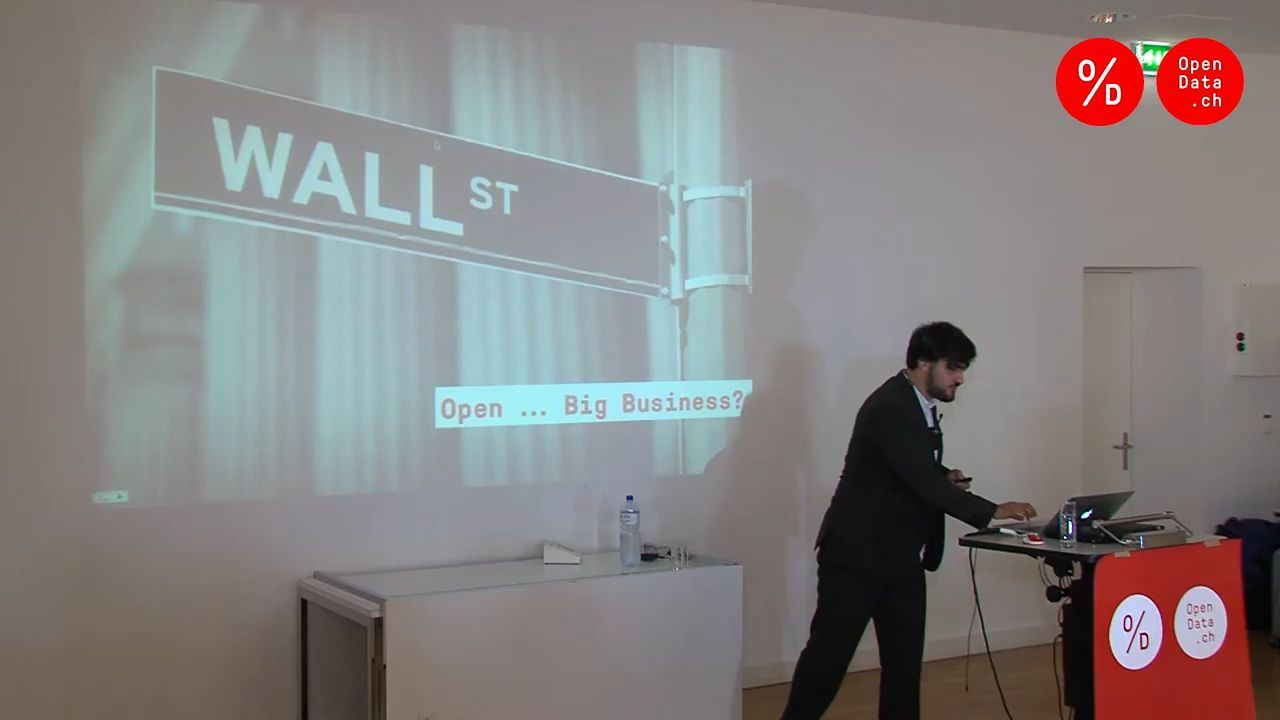 WALL ST
Open ... Big Business?
O/D
Open
Data
.ch
O/D
Open
Data
.ch